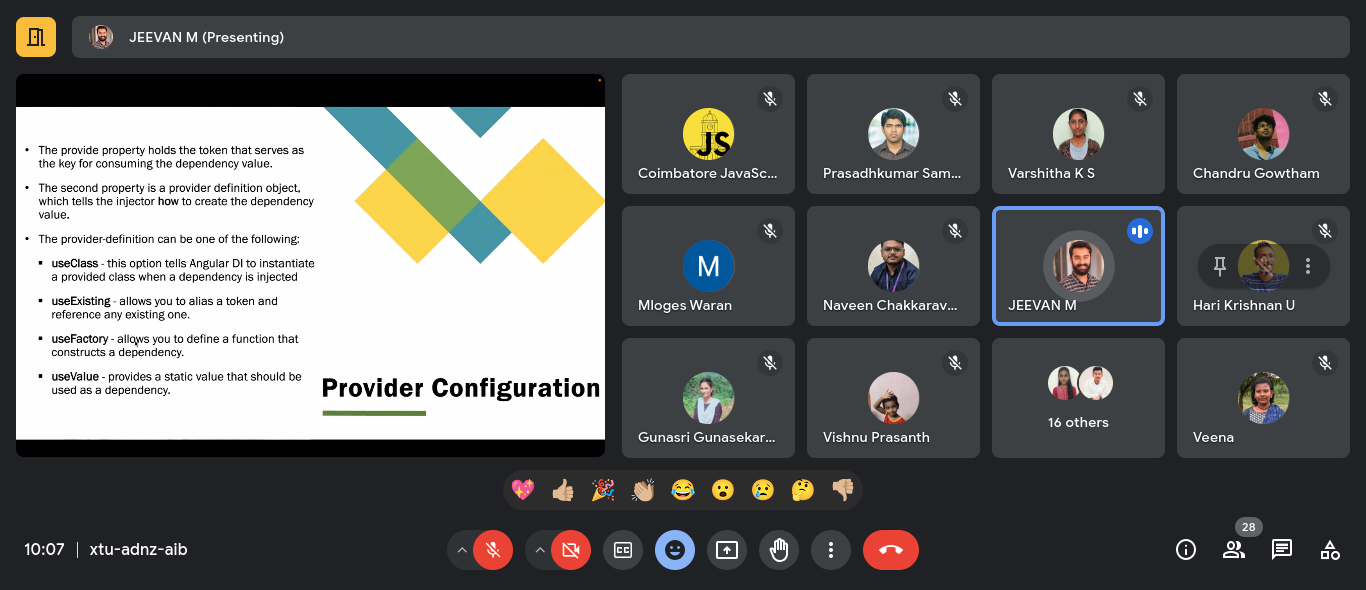 JEEVAN M (Presenting)
• The provide property holds the token that serves as
the key for consuming the dependency value.
• The second property is a provider definition object,
which tells the injector how to create the dependency
value.
• The provider-definition can be one of the following:
▪ useClass - this option tells Angular DI to instantiate
a provided class when a dependency is injected
▪ useExisting - allows you to alias a token and
reference any existing one.
▪ useFactory - allows you to define a function that
constructs a dependency.
▪ useValue - provides a static value that should be
used as a dependency.
Provider Configuration
JS
Coimbatore JavaSc...
Prasadhkumar Sam...
Varshitha K S
Chandru Gowtham
M
Mloges Waran
Naveen Chakkarav...
JEEVAN M
Hari Krishnan U
Gunasri Gunasekar...
Vishnu Prasanth
16 others
Veena
10:07 | xtu-adnz-aib
CC
28